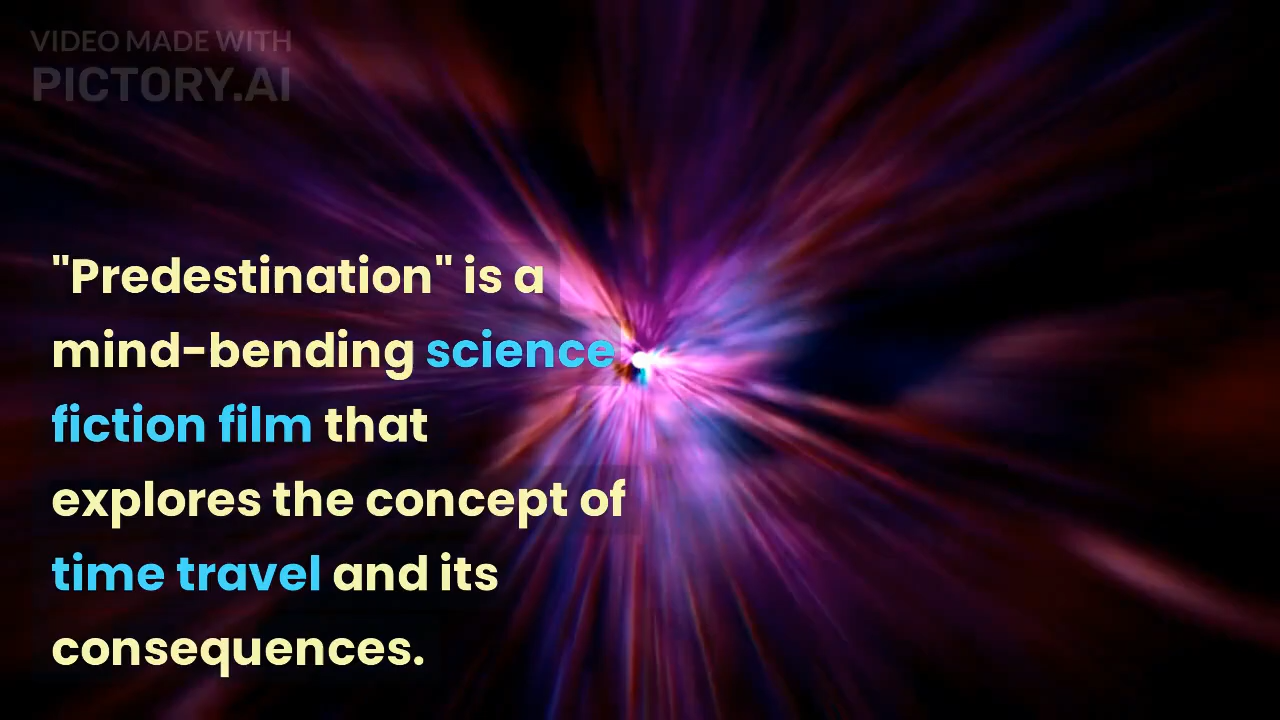 VIDEO MADE WITH
PICTORY.AI
"Predestination" is a
mind-bending science
fiction film that
explores the concept of
time travel and its
consequences.